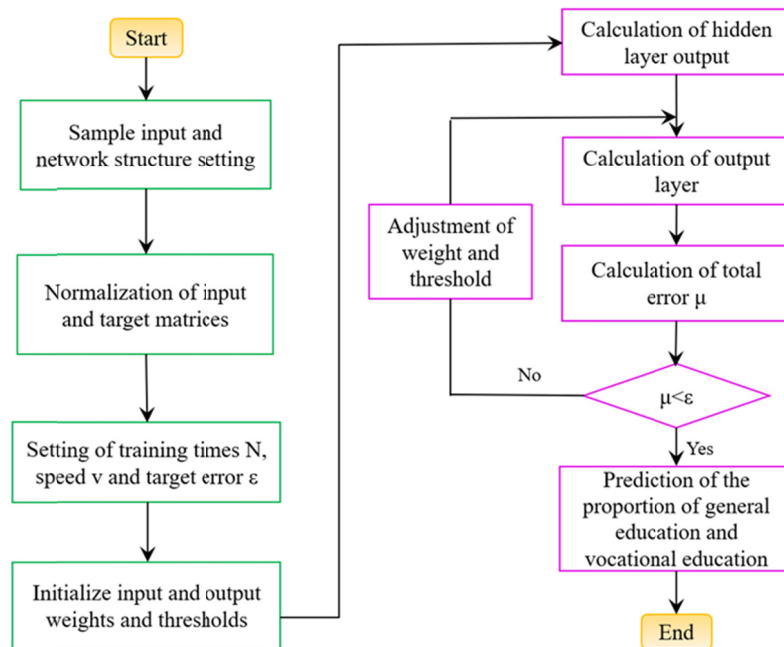 Start
Sample input and
network structure setting
Normalization of input
and target matrices
Setting of training times N,
speed v and target error ε
Initialize input and output
weights and thresholds
Calculation of hidden
layer output
Calculation of output
layer
Adjustment of
weight and
threshold
Calculation of total
error μ
No
μ<ε
Yes
Prediction of the
proportion of general
education and
vocational education
End